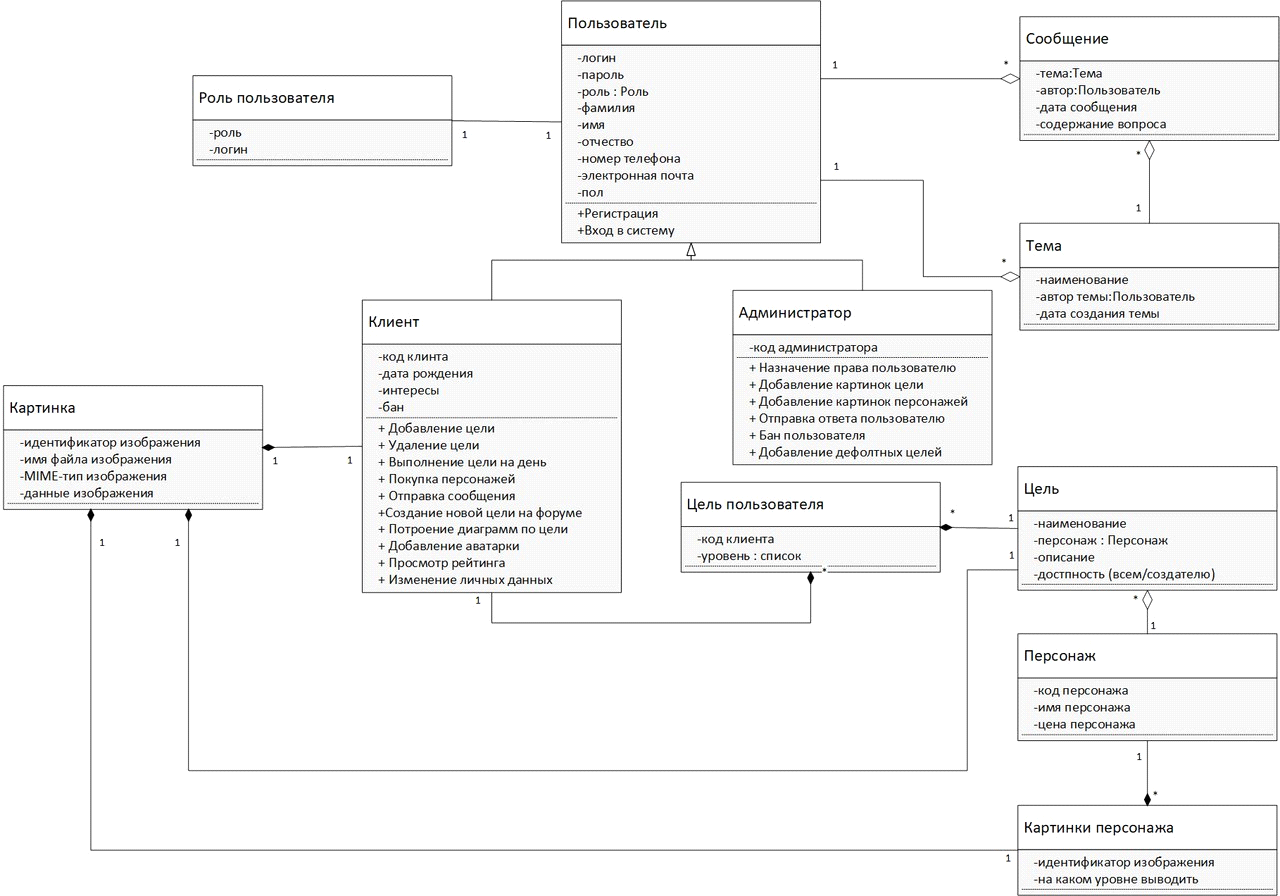 Пользователь
-логин
-пароль
-роль : Роль
-фамилия
-имя
-отчество
-номер телефона
-электронная почта
-пол
+Регистрация
+Вход в систему
Сообщение
-тема:Тема
-автор:Пользователь
-дата сообщения
-содержание вопроса
Роль пользователя
-роль
-логин
1
1
1
*
1
*
*
1
Тема
-наименование
-автор темы:Пользователь
-дата создания темы
Клиент
-код клинта
-дата рождения
-интересы
-бан
+ Добавление цели
+ Удаление цели
+ Выполнение цели на день
+ Покупка персонажей
+ Отправка сообщения
+Создание новой цели на форуме
+ Потроение диаграмм по цели
+ Добавление аватарки
+ Просмотр рейтинга
+ Изменение личных данных
Администратор
-код администратора
+ Назначение права пользователю
+ Добавление картинок цели
+ Добавление картинок персонажей
+ Отправка ответа пользователю
+ Бан пользователя
+ Добавление дефолтных целей
Картинка
-идентификатор изображения
-имя файла изображения
-MIME-тип изображения
-данные изображения
1
1
Цель пользователя
-код клиента
-уровень : список
*
1
1
Цель
-наименование
-персонаж : Персонаж
-описание
-достпность (всем/создателю)
1
1
*
1
*
1
Персонаж
-код персонажа
-имя персонажа
-цена персонажа
1
*
Картинки персонажа
-идентификатор изображения
-на каком уровне выводить
1